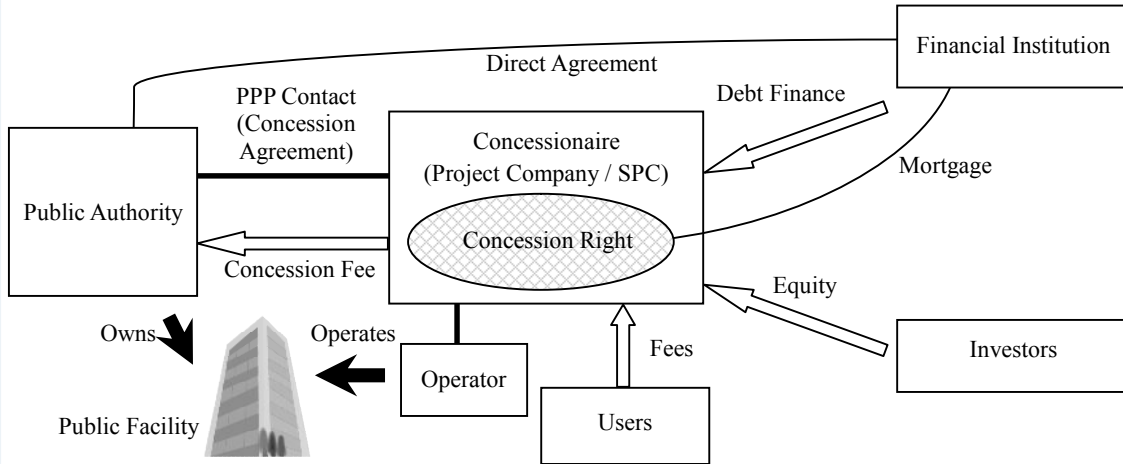 Financial Institution
Direct Agreement
Debt Finance
PPP Contact
(Concession
Agreement)
Concessionaire
(Project Company / SPC)
Mortgage
Public Authority
Concession Right
Concession Fee
Equity
Owns
Operates
Fees
Investors
Operator
Users
Public Facility